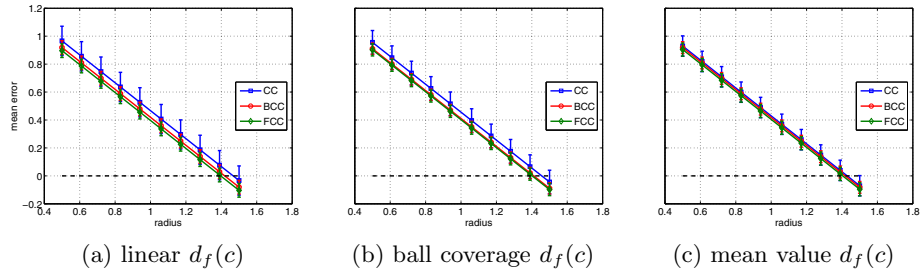 mean error
1.2
1
0.8
0.6
0.4
0.2
0
−0.2
0.4 0.6 0.8 1 1.2 1.4 1.6 1.8
radius
CC
BCC
FCC
(a) linear d_f(c)
0.4 0.6 0.8 1 1.2 1.4 1.6 1.8
radius
CC
BCC
FCC
(b) ball coverage d_f(c)
0.4 0.6 0.8 1 1.2 1.4 1.6 1.8
radius
CC
BCC
FCC
(c) mean value d_f(c)